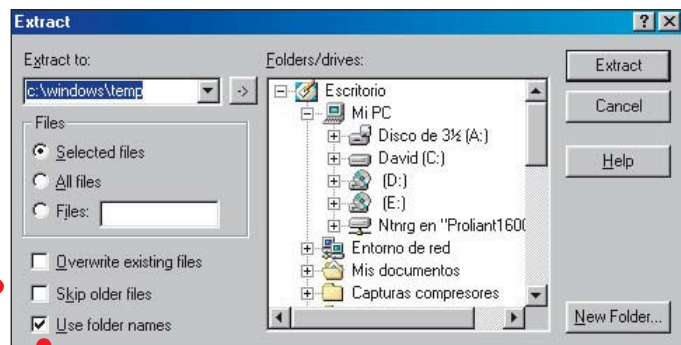 Extract
Extract to:
c:\windows\temp
Files
Selected files
All files
Files:
Overwrite existing files
Skip older files
Use folder names
Folders/drives:
Escritorio
Mi PC
Disco de 3½ (A:)
David (C:)
(D:)
(E:)
Ntnrg en "Proliant1600
Entorno de red
Mis documentos
Capturas compresores
Extract
Cancel
Help
New Folder...